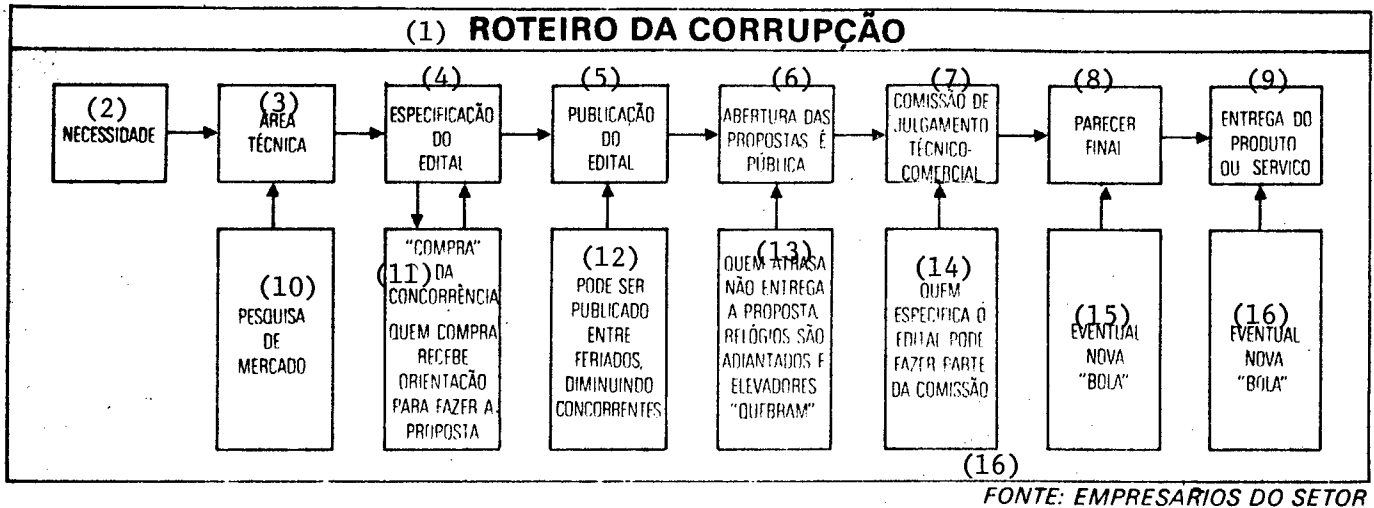 (1) ROTEIRO DA CORRUPÇÃO
(2)
NECESSIDADE
(3)
ÁREA
TÉCNICA
(4)
ESPECIFICAÇÃO
DO
EDITAL
(5)
PUBLICAÇÃO
DO
EDITAL
(6)
ABERTURA DAS
PROPOSTAS É
PÚBLICA
(7)
COMISSÃO DE
JULGAMENTO
TÉCNICO-
COMERCIAL
(8)
PARECER
FINAL
(9)
ENTREGA DO
PRODUTO
OU SERVICO
(10)
PESQUISA
DE
MERCADO
"COMPRA"
(11) DA
CONCORRÊNCIA
QUEM COMPRA
RECEBE
ORIENTAÇÃO
PARA FAZER A
PROPOSTA
(12)
PODE SER
PUBLICADO
ENTRE
FERIADOS,
DIMINUINDO
CONCORRENTES
(13)
QUEM ATRASA
NÃO ENTREGA
A PROPOSTA.
RELÓGIOS SÃO
ADIANTADOS E
ELEVADORES
"QUEBRAM"
(14)
QUEM
ESPECIFICA O
EDITAL PODE
FAZER PARTE
DA COMISSÃO
(15)
EVENTUAL
NOVA
"BOLA"
(16)
EVENTUAL
NOVA
"BOLA"
(16)
FONTE: EMPRESARIOS DO SETOR